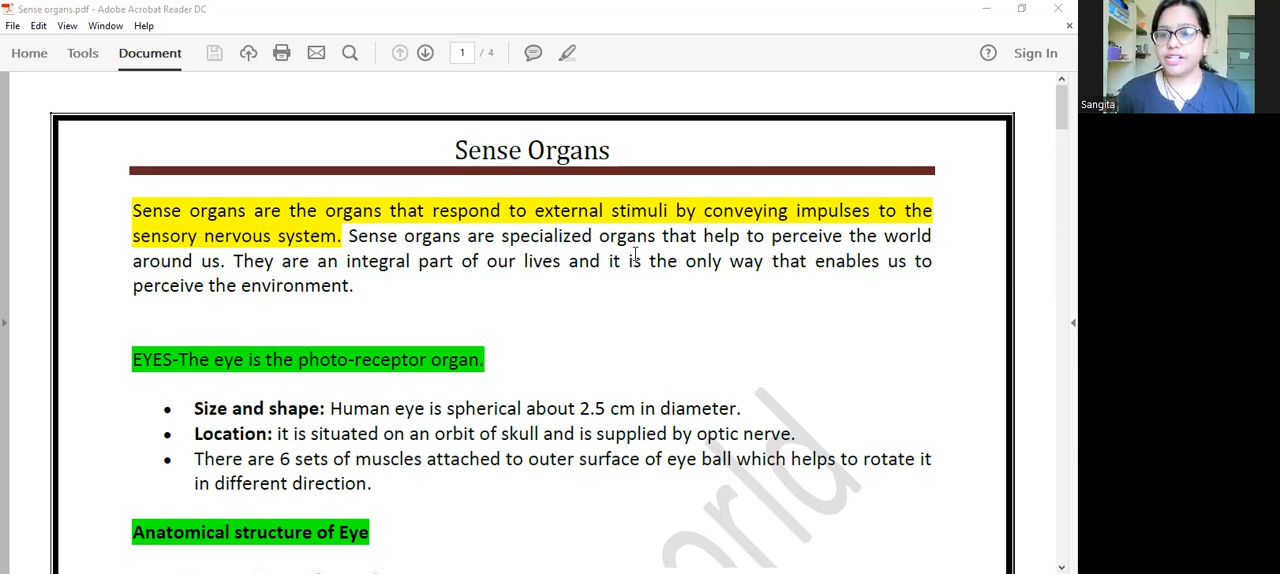 Sense organs.pdf - Adobe Acrobat Reader DC
File Edit View Window Help
Home Tools Document 1 / 4 Sign In
Sangita
Sense Organs
Sense organs are the organs that respond to external stimuli by conveying impulses to the
sensory nervous system. Sense organs are specialized organs that help to perceive the world
around us. They are an integral part of our lives and it is the only way that enables us to
perceive the environment.
EYES-The eye is the photo-receptor organ.
• Size and shape: Human eye is spherical about 2.5 cm in diameter.
• Location: it is situated on an orbit of skull and is supplied by optic nerve.
• There are 6 sets of muscles attached to outer surface of eye ball which helps to rotate it
in different direction.
Anatomical structure of Eye